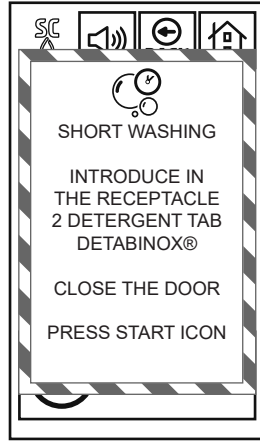 SC
SHORT WASHING
INTRODUCE IN
THE RECEPTACLE
2 DETERGENT TAB
DETABINOX®
CLOSE THE DOOR
PRESS START ICON